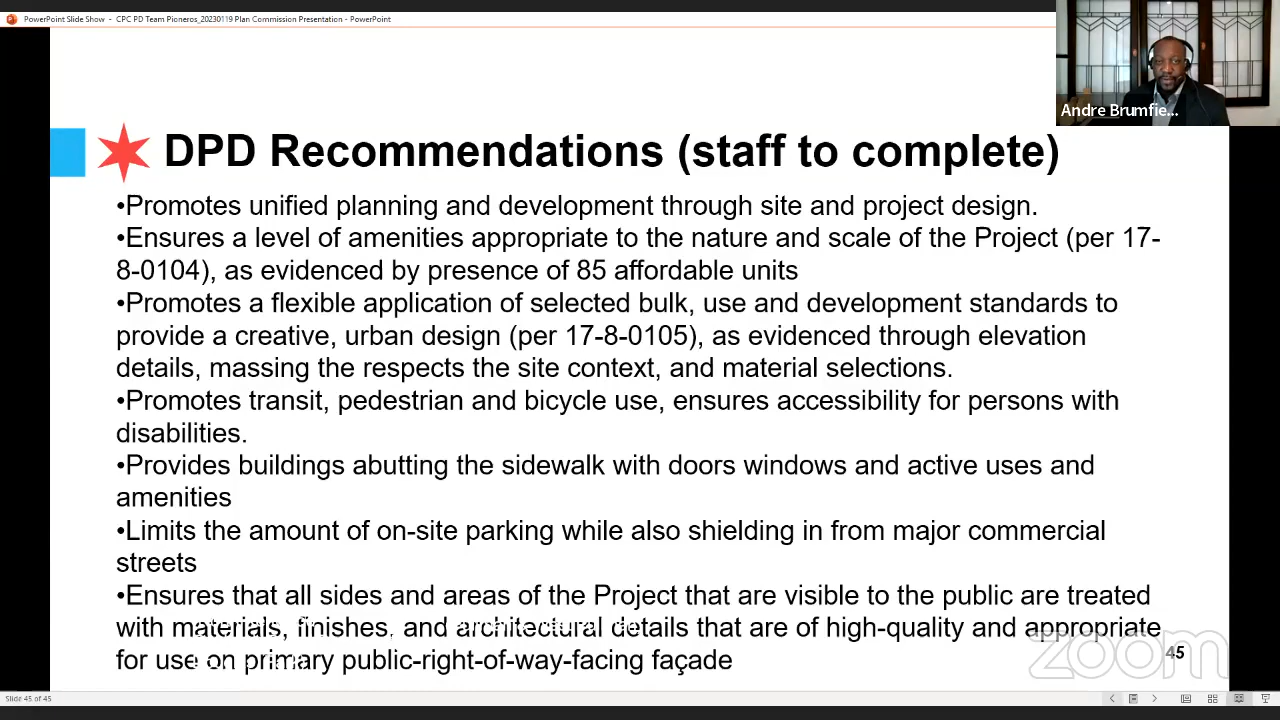 PowerPoint Slide Show - CPC PD Team Pioneros_20230119 Plan Commission Presentation - PowerPoint
Andre Brumfie...
DPD Recommendations (staff to complete)
•Promotes unified planning and development through site and project design.
•Ensures a level of amenities appropriate to the nature and scale of the Project (per 17-
8-0104), as evidenced by presence of 85 affordable units
•Promotes a flexible application of selected bulk, use and development standards to
provide a creative, urban design (per 17-8-0105), as evidenced through elevation
details, massing the respects the site context, and material selections.
•Promotes transit, pedestrian and bicycle use, ensures accessibility for persons with
disabilities.
•Provides buildings abutting the sidewalk with doors windows and active uses and
amenities
•Limits the amount of on-site parking while also shielding in from major commercial
streets
•Ensures that all sides and areas of the Project that are visible to the public are treated
with materials, finishes, and architectural details that are of high-quality and appropriate
for use on primary public-right-of-way-facing façade
45
zoom
Slide 45 of 45